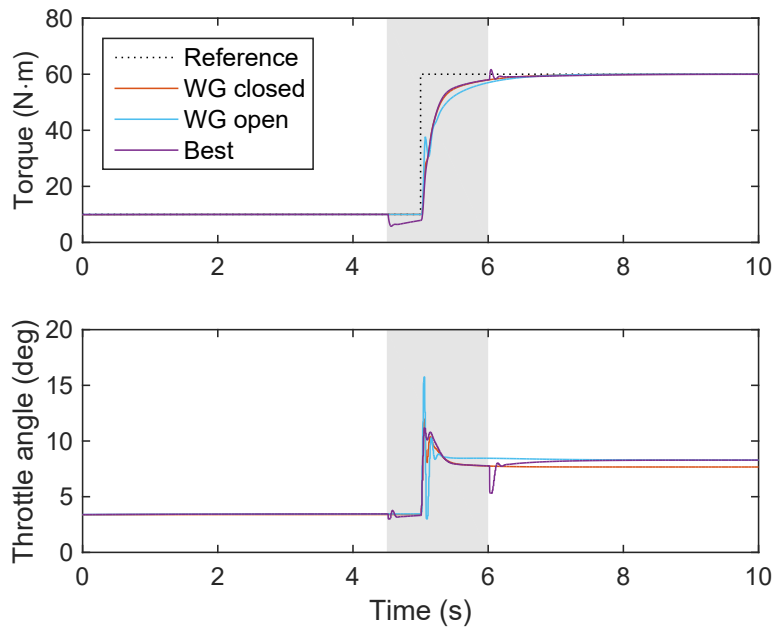 Torque (N·m)
80
60
40
20
0
Reference
WG closed
WG open
Best
0 2 4 6 8 10
Throttle angle (deg)
20
15
10
5
0
0 2 4 6 8 10
Time (s)